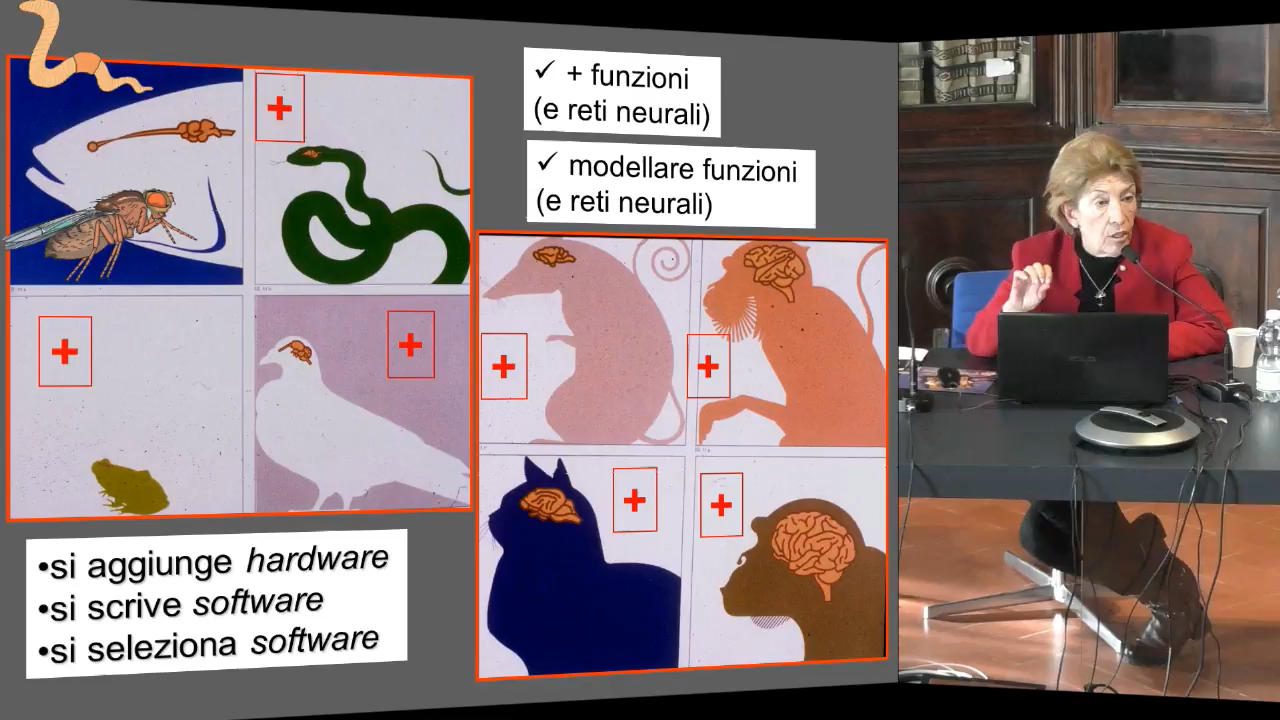 ✓ + funzioni
(e reti neurali)
✓ modellare funzioni
(e reti neurali)
+
+
+
+
+
+
+
•si aggiunge hardware
•si scrive software
•si seleziona software